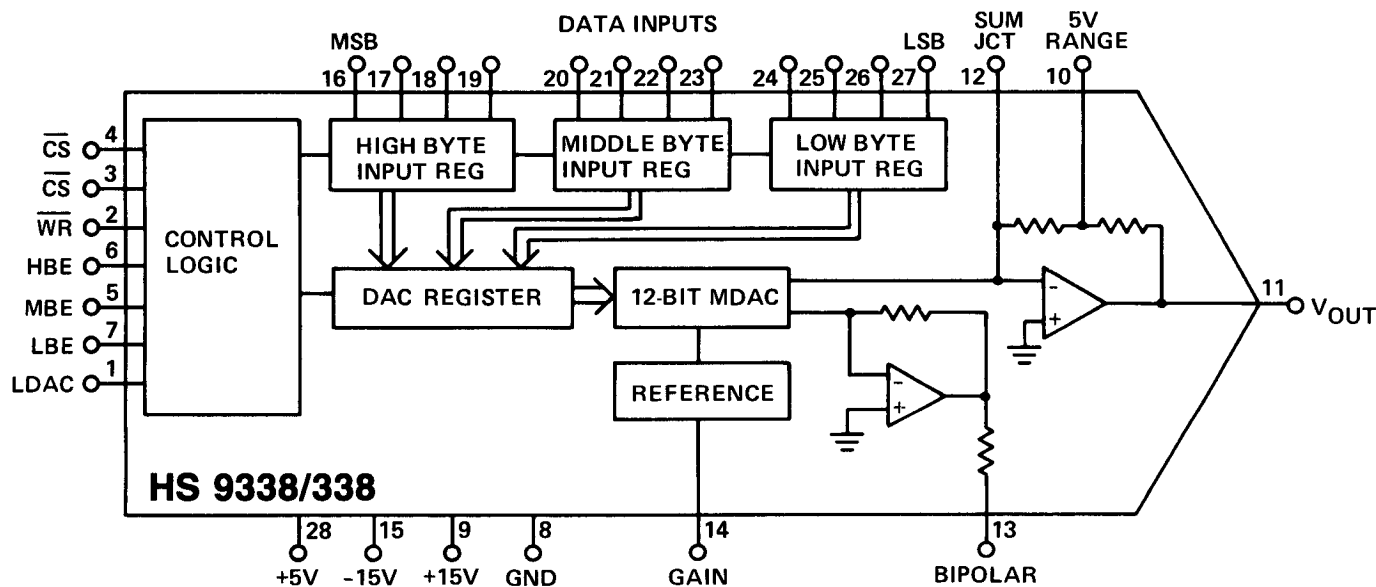 DATA INPUTS
SUM JCT
5V RANGE
MSB
LSB
16 17 18 19 20 21 22 23 24 25 26 27 12 10
C̅S̅ 4
C̅S̅ 3
W̅R̅ 2
HBE 6
MBE 5
LBE 7
LDAC 1
CONTROL
LOGIC
HIGH BYTE
INPUT REG
MIDDLE BYTE
INPUT REG
LOW BYTE
INPUT REG
DAC REGISTER
12-BIT MDAC
REFERENCE
-
+
-
+
11 VOUT
HS 9338/338
28 15 9 8 14 13
+5V -15V +15V GND GAIN BIPOLAR